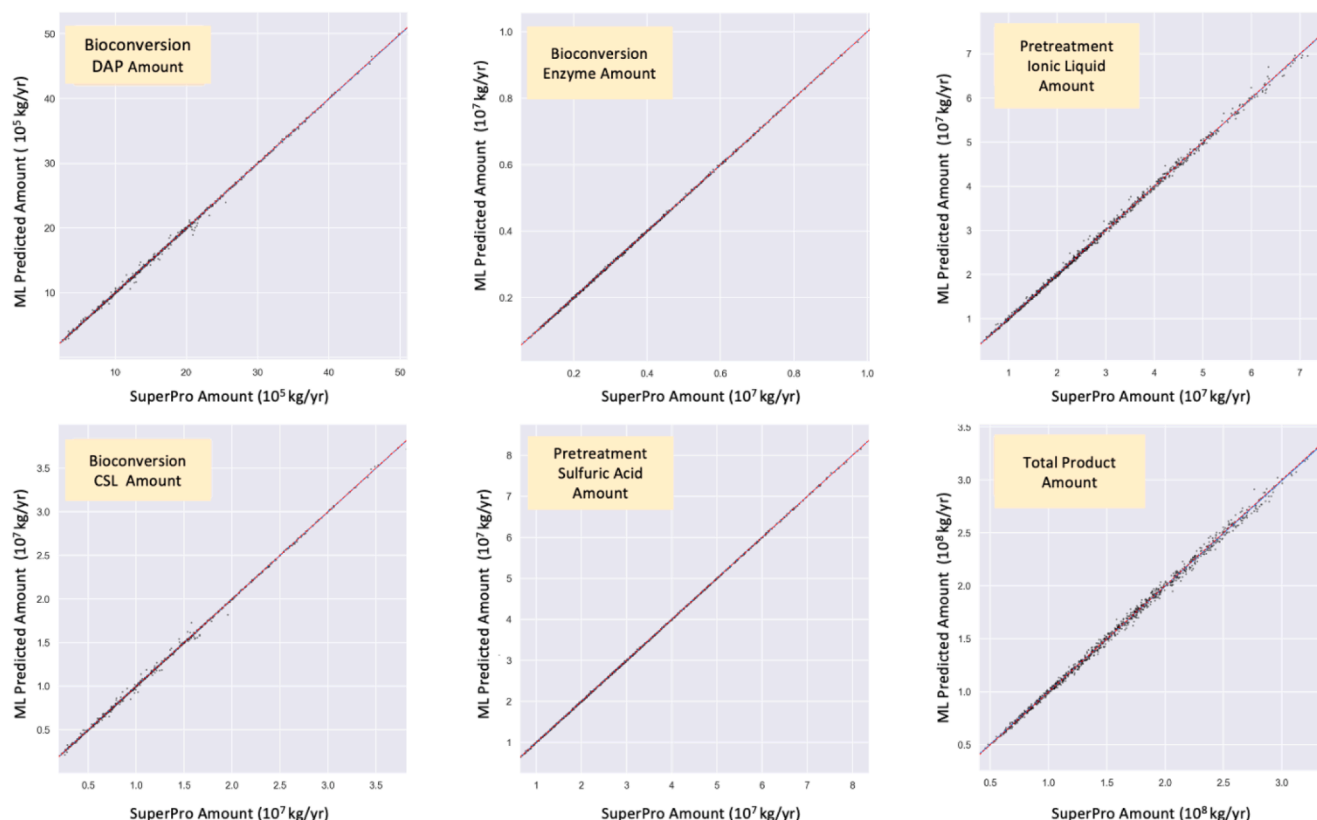 Bioconversion
DAP Amount
ML Predicted Amount ( 10⁵ kg/yr)
50
40
30
20
10
10 20 30 40 50
SuperPro Amount (10⁵ kg/yr)
Bioconversion
Enzyme Amount
ML Predicted Amount (10⁷ kg/yr)
1.0
0.8
0.6
0.4
0.2
0.2 0.4 0.6 0.8 1.0
SuperPro Amount (10⁷ kg/yr)
Pretreatment
Ionic Liquid
Amount
ML Predicted Amount (10⁷ kg/yr)
7
6
5
4
3
2
1
1 2 3 4 5 6 7
SuperPro Amount (10⁷ kg/yr)
Bioconversion
CSL Amount
ML Predicted Amount (10⁷ kg/yr)
3.5
3.0
2.5
2.0
1.5
1.0
0.5
0.5 1.0 1.5 2.0 2.5 3.0 3.5
SuperPro Amount (10⁷ kg/yr)
Pretreatment
Sulfuric Acid
Amount
ML Predicted Amount (10⁷ kg/yr)
8
7
6
5
4
3
2
1
1 2 3 4 5 6 7 8
SuperPro Amount (10⁷ kg/yr)
Total Product
Amount
ML Predicted Amount (10⁸ kg/yr)
3.5
3.0
2.5
2.0
1.5
1.0
0.5
0.5 1.0 1.5 2.0 2.5 3.0
SuperPro Amount (10⁸ kg/yr)